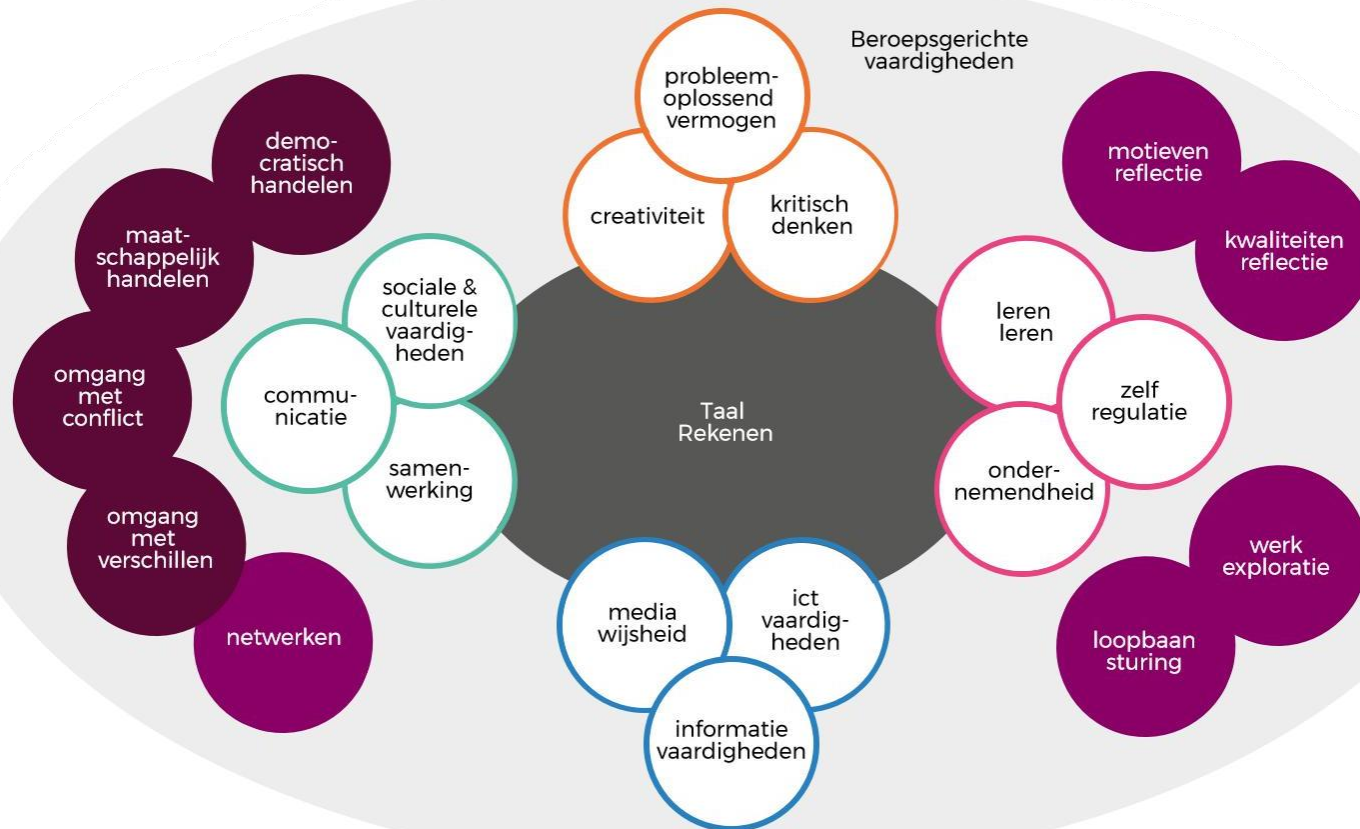 Beroepsgerichte
vaardigheden
probleem-
oplossend
vermogen
creativiteit
kritisch
denken
demo-
cratisch
handelen
maat-
schappelijk
handelen
omgang
met
conflict
omgang
met
verschillen
netwerken
sociale &
culturele
vaardig-
heden
commu-
nicatie
samen-
werking
Taal
Rekenen
leren
leren
zelf
regulatie
onder-
nemendheid
motieven
reflectie
kwaliteiten
reflectie
werk
exploratie
loopbaan
sturing
media
wijsheid
ict
vaardig-
heden
informatie
vaardigheden